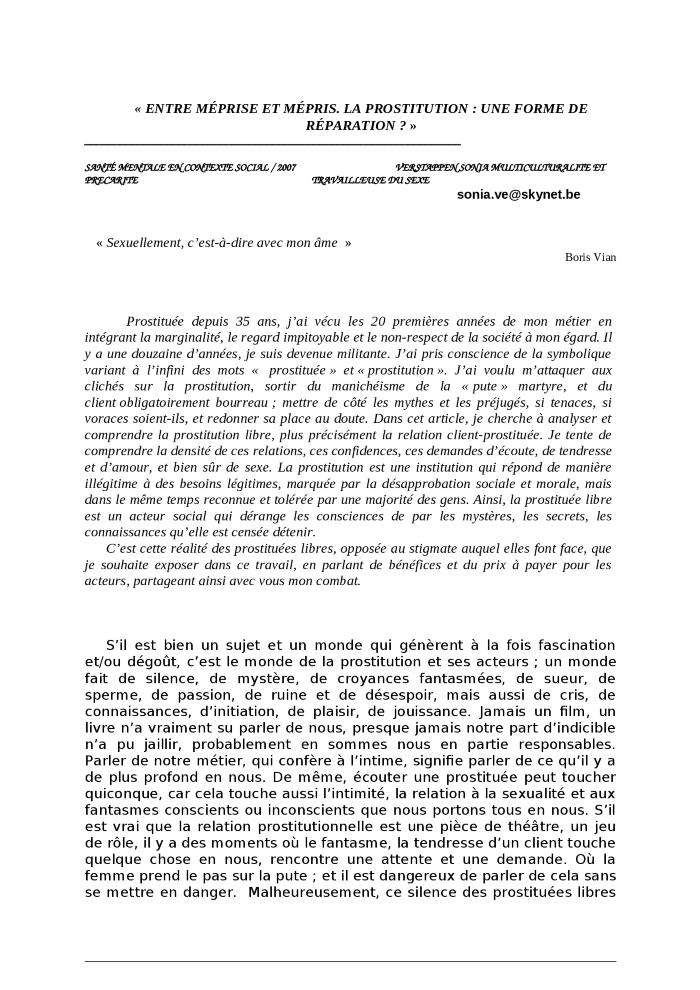 « ENTRE MÉPRISE ET MÉPRIS. LA PROSTITUTION : UNE FORME DE
RÉPARATION ? »
SANTÉ MENTALE EN CONTEXTE SOCIAL / 2007 VERSTAPPEN SONJA MULTICULTURALITE ET
PRECARITE TRAVAILLEUSE DU SEXE
sonia.ve@skynet.be
« Sexuellement, c’est-à-dire avec mon âme »
Boris Vian
Prostituée depuis 35 ans, j’ai vécu les 20 premières années de mon métier en
intégrant la marginalité, le regard impitoyable et le non-respect de la société à mon égard. Il
y a une douzaine d’années, je suis devenue militante. J’ai pris conscience de la symbolique
variant à l’infini des mots « prostituée » et « prostitution ». J’ai voulu m’attaquer aux
clichés sur la prostitution, sortir du manichéisme de la « pute » martyre, et du
client obligatoirement bourreau ; mettre de côté les mythes et les préjugés, si tenaces, si
voraces soient-ils, et redonner sa place au doute. Dans cet article, je cherche à analyser et
comprendre la prostitution libre, plus précisément la relation client-prostituée. Je tente de
comprendre la densité de ces relations, ces confidences, ces demandes d’écoute, de tendresse
et d’amour, et bien sûr de sexe. La prostitution est une institution qui répond de manière
illégitime à des besoins légitimes, marquée par la désapprobation sociale et morale, mais
dans le même temps reconnue et tolérée par une majorité des gens. Ainsi, la prostituée libre
est un acteur social qui dérange les consciences de par les mystères, les secrets, les
connaissances qu’elle est censée détenir.
C’est cette réalité des prostituées libres, opposée au stigmate auquel elles font face, que
je souhaite exposer dans ce travail, en parlant de bénéfices et du prix à payer pour les
acteurs, partageant ainsi avec vous mon combat.
S’il est bien un sujet et un monde qui génèrent à la fois fascination
et/ou dégoût, c’est le monde de la prostitution et ses acteurs ; un monde
fait de silence, de mystère, de croyances fantasmées, de sueur, de
sperme, de passion, de ruine et de désespoir, mais aussi de cris, de
connaissances, d’initiation, de plaisir, de jouissance. Jamais un film, un
livre n’a vraiment su parler de nous, presque jamais notre part d’indicible
n’a pu jaillir, probablement en sommes nous en partie responsables.
Parler de notre métier, qui confère à l’intime, signifie parler de ce qu’il y a
de plus profond en nous. De même, écouter une prostituée peut toucher
quiconque, car cela touche aussi l’intimité, la relation à la sexualité et aux
fantasmes conscients ou inconscients que nous portons tous en nous. S’il
est vrai que la relation prostitutionnelle est une pièce de théâtre, un jeu
de rôle, il y a des moments où le fantasme, la tendresse d’un client touche
quelque chose en nous, rencontre une attente et une demande. Où la
femme prend le pas sur la pute ; et il est dangereux de parler de cela sans
se mettre en danger. Malheureusement, ce silence des prostituées libres